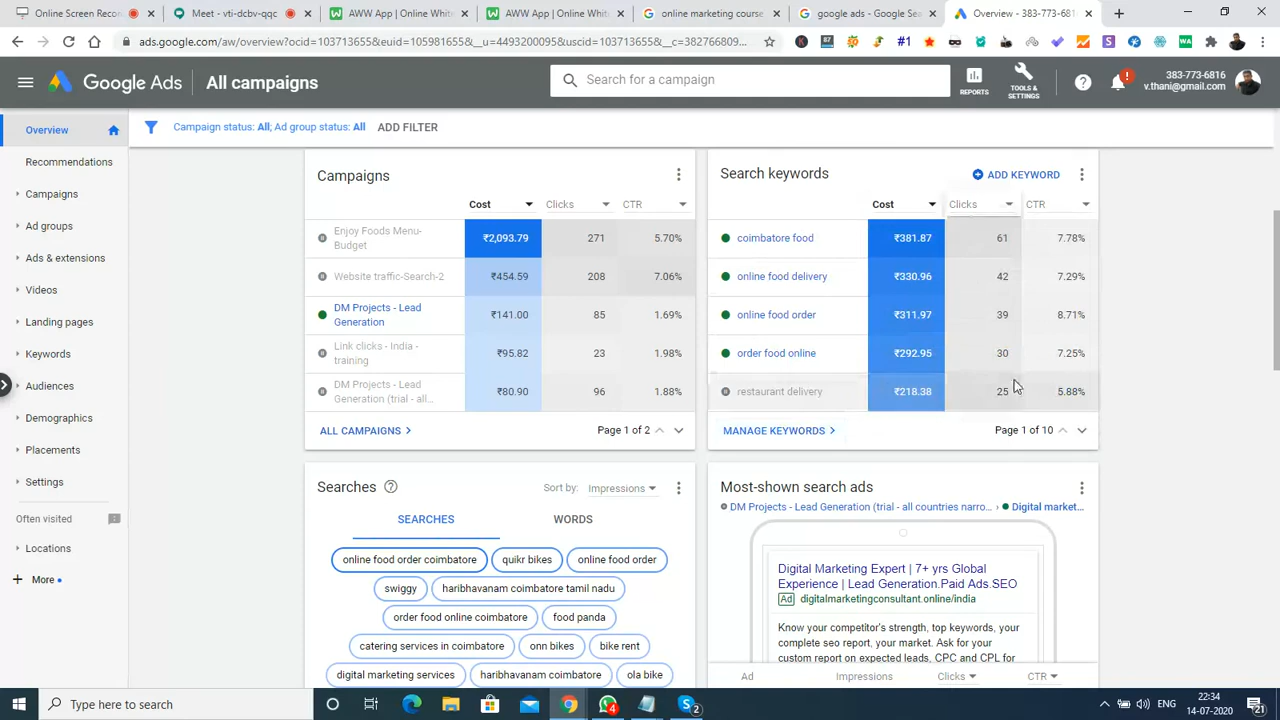 Online Screen Reco
Meet - vti-dcbv-qqc
AWW App | Online White
AWW App | Online White
online marketing course
google ads - Google Sea
Overview - 383-773-681
ads.google.com/aw/overview?ocid=103713655&euid=105981655&__u=4493200095&uscid=103713655&__c=382766809...
Google Ads
All campaigns
Search for a campaign
REPORTS
TOOLS & SETTINGS
383-773-6816
v.thani@gmail.com
Overview
Campaign status: All; Ad group status: All
ADD FILTER
Recommendations
Campaigns
Ad groups
Ads & extensions
Videos
Landing pages
Keywords
Audiences
Demographics
Placements
Settings
Often visited
Locations
More
Campaigns
Cost Clicks CTR
Enjoy Foods Menu-
Budget
₹2,093.79 271 5.70%
Website traffic-Search-2 ₹454.59 208 7.06%
DM Projects - Lead
Generation
₹141.00 85 1.69%
Link clicks - India -
training
₹95.82 23 1.98%
DM Projects - Lead
Generation (trial - all...
₹80.90 96 1.88%
ALL CAMPAIGNS
Page 1 of 2
Search keywords
ADD KEYWORD
Cost Clicks CTR
coimbatore food ₹381.87 61 7.78%
online food delivery ₹330.96 42 7.29%
online food order ₹311.97 39 8.71%
order food online ₹292.95 30 7.25%
restaurant delivery ₹218.38 25 5.88%
MANAGE KEYWORDS
Page 1 of 10
Searches
Sort by: Impressions
SEARCHES WORDS
online food order coimbatore quikr bikes online food order
swiggy haribhavanam coimbatore tamil nadu
order food online coimbatore food panda
catering services in coimbatore onn bikes bike rent
digital marketing services haribhavanam coimbatore ola bike
Most-shown search ads
DM Projects - Lead Generation (trial - all countries narro... › Digital market...
Digital Marketing Expert | 7+ yrs Global
Experience | Lead Generation.Paid Ads.SEO
Ad digitalmarketingconsultant.online/india
Know your competitor's strength, top keywords, your
complete seo report, your market. Ask for your
custom report on expected leads, CPC and CPL for
Ad Impressions Clicks CTR
Type here to search
4
2
ENG
22:34
14-07-2020
21